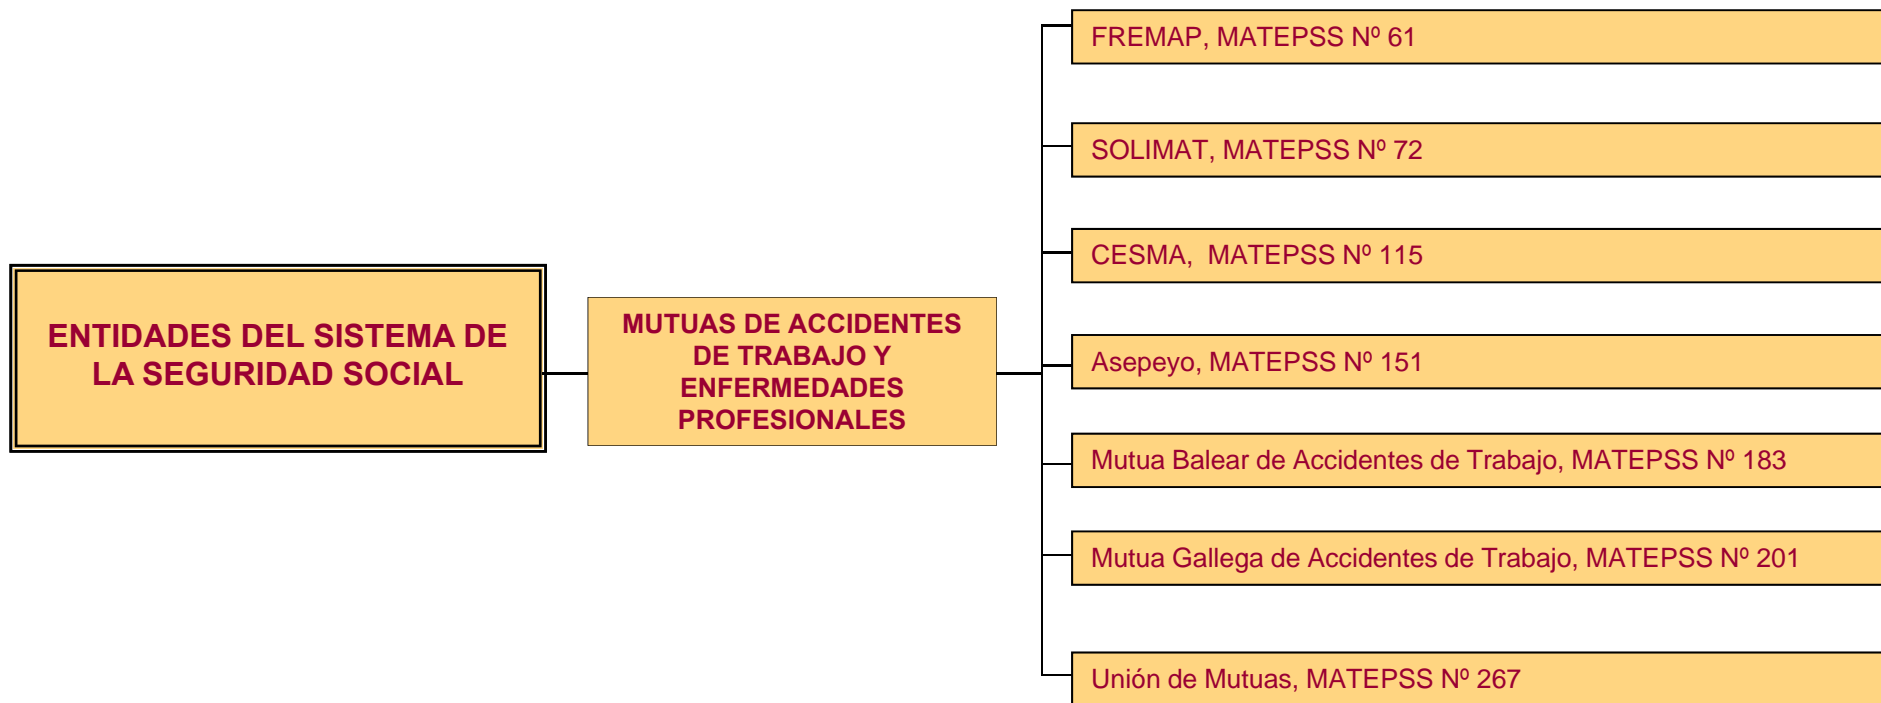 ENTIDADES DEL SISTEMA DE
LA SEGURIDAD SOCIAL
MUTUAS DE ACCIDENTES
DE TRABAJO Y
ENFERMEDADES
PROFESIONALES
FREMAP, MATEPSS Nº 61
SOLIMAT, MATEPSS Nº 72
CESMA, MATEPSS Nº 115
Asepeyo, MATEPSS Nº 151
Mutua Balear de Accidentes de Trabajo, MATEPSS Nº 183
Mutua Gallega de Accidentes de Trabajo, MATEPSS Nº 201
Unión de Mutuas, MATEPSS Nº 267